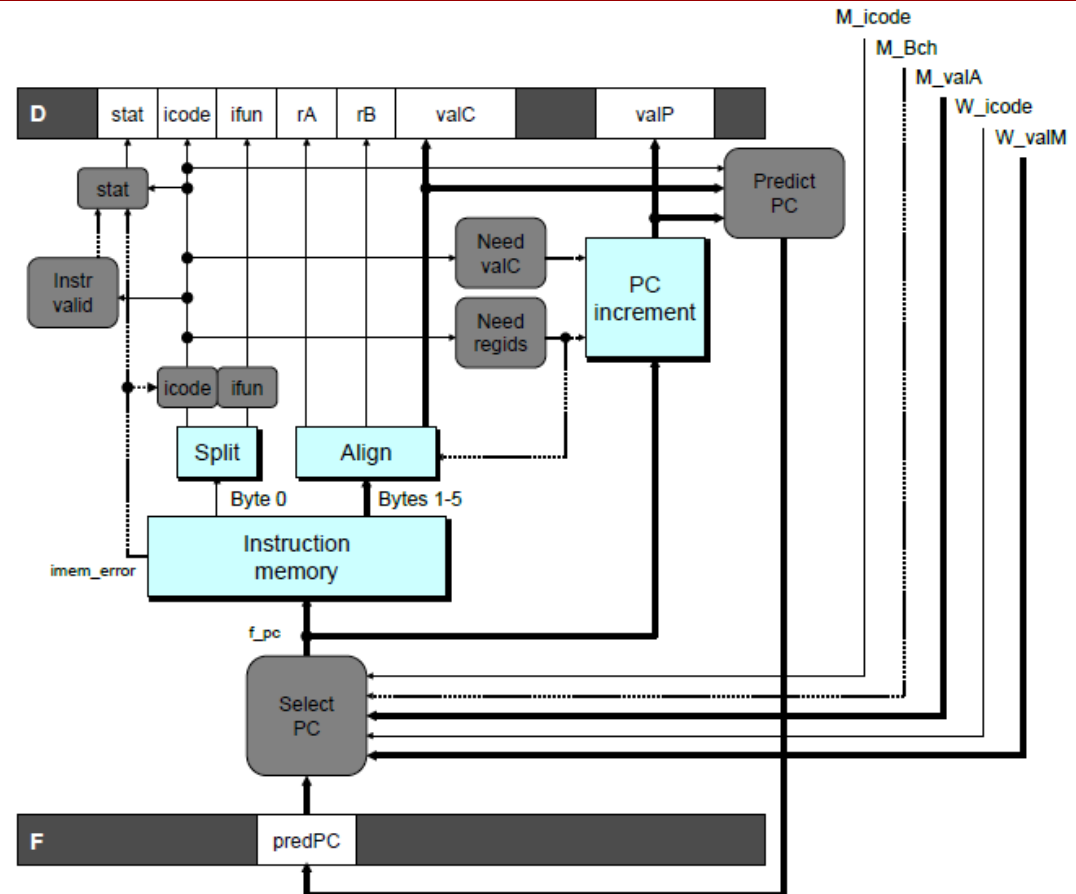 M_icode
M_Bch
M_valA
W_icode
W_valM
D
stat
icode
ifun
rA
rB
valC
valP
stat
Predict
PC
Need
valC
Instr
valid
PC
increment
Need
regids
icode
ifun
Split
Align
Byte 0
Bytes 1-5
Instruction
memory
imem_error
f_pc
Select
PC
F
predPC